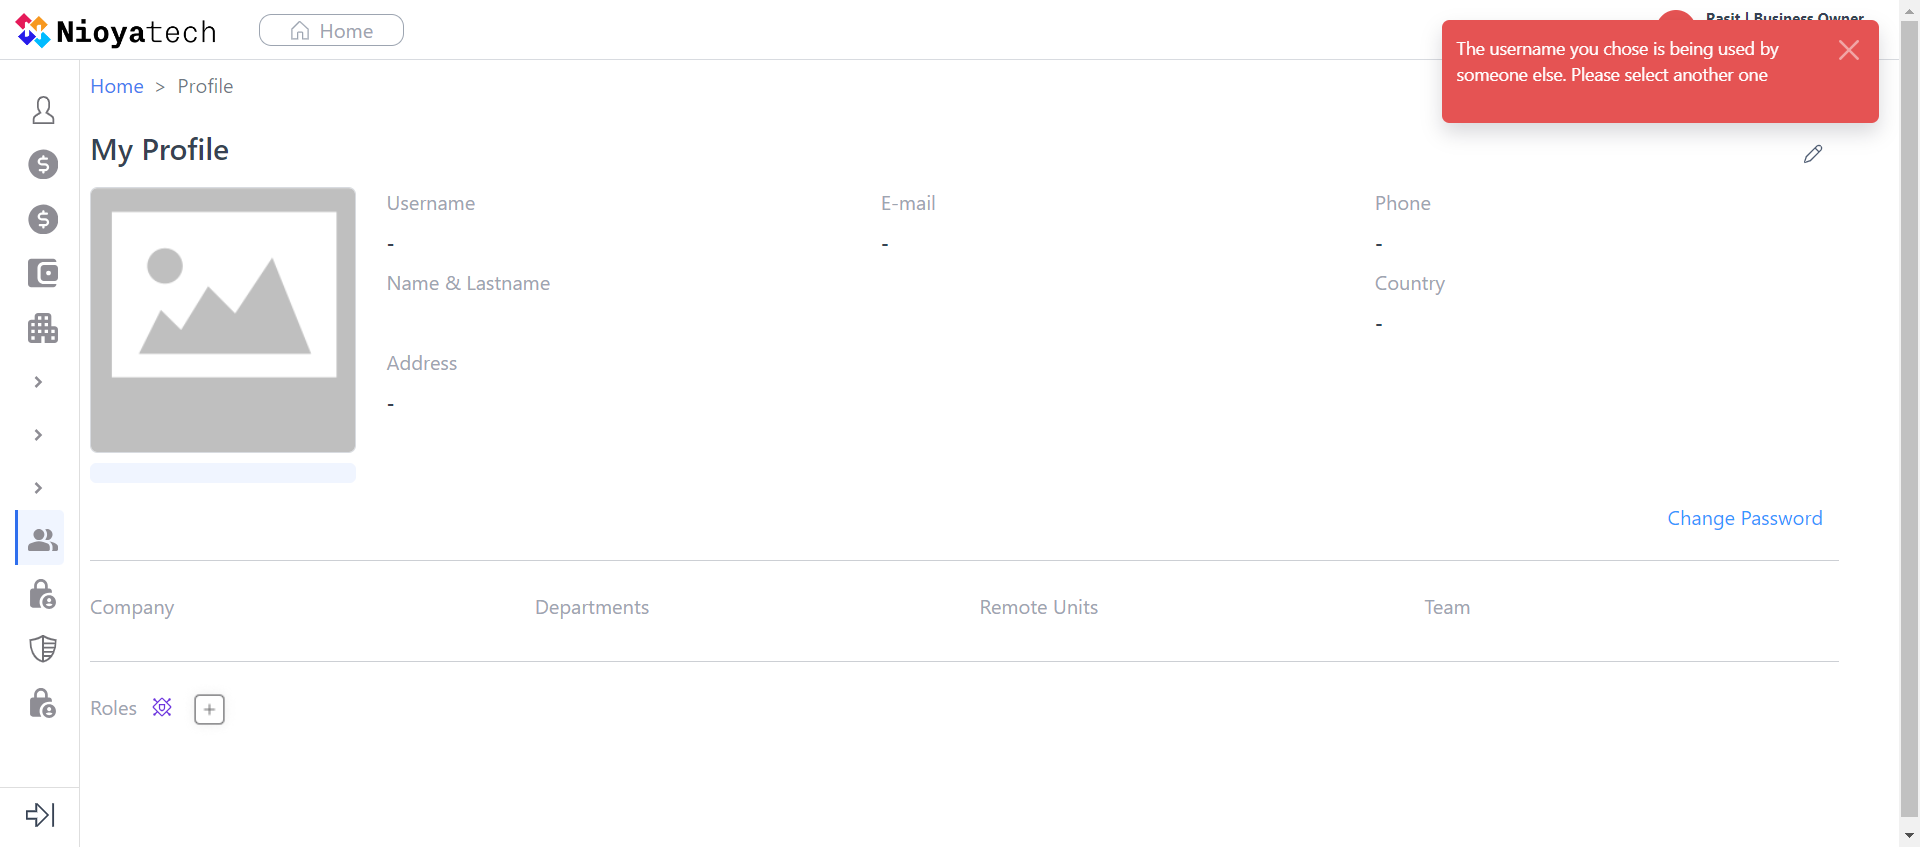 Nioyatech
Home
Rasit | Business Owner
The username you chose is being used by
someone else. Please select another one
Home > Profile
My Profile
Username
E-mail
Phone
-
-
-
Name & Lastname
Country
-
Address
-
Change Password
Company
Departments
Remote Units
Team
Roles